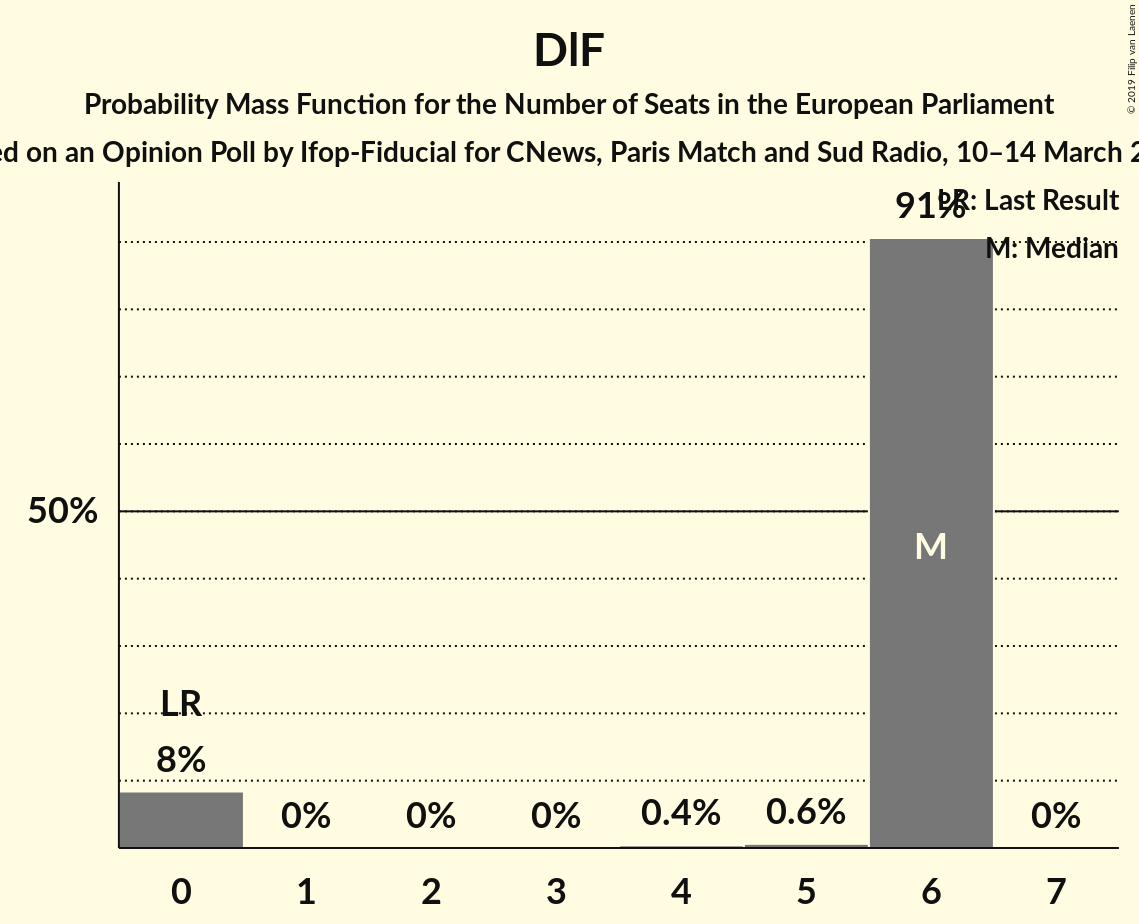 DlF
Probability Mass Function for the Number of Seats in the European Parliament
ed on an Opinion Poll by Ifop-Fiducial for CNews, Paris Match and Sud Radio, 10–14 March 2
© 2019 Filip van Laenen
LR: Last Result
M: Median
91%
50%
M
LR
8%
0%
0%
0%
0.4%
0.6%
0%
0
1
2
3
4
5
6
7